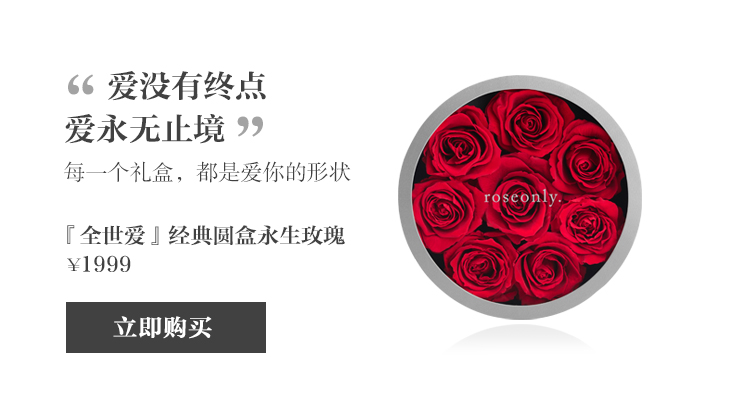 “ 爱没有终点
爱永无止境 ”
每一个礼盒，都是爱你的形状
『 全世爱 』经典圆盒永生玫瑰
¥1999
立即购买
roseonly.